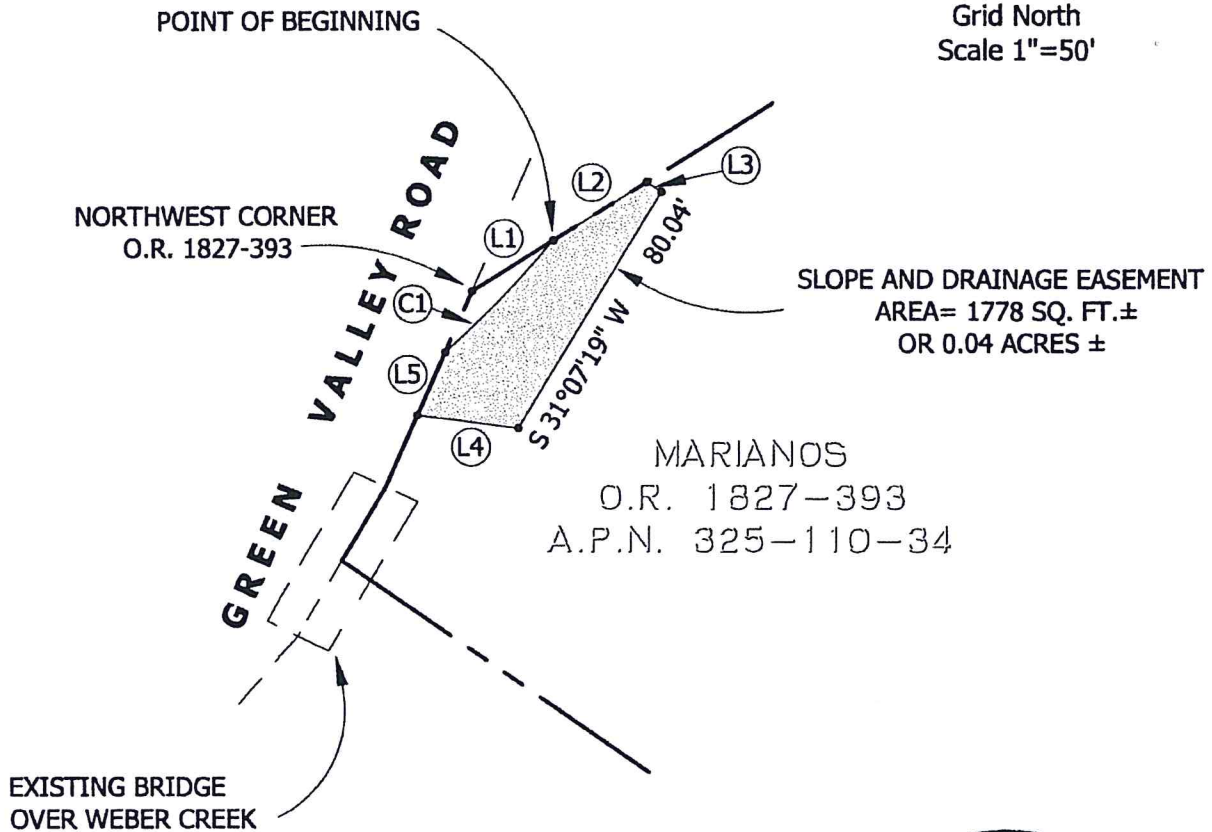 POINT OF BEGINNING
Grid North
Scale 1"=50'
NORTHWEST CORNER
O.R. 1827-393
GREEN VALLEY ROAD
L1
L2
L3
C1
L5
L4
80.04'
S 31°07'19" W
SLOPE AND DRAINAGE EASEMENT
AREA= 1778 SQ. FT.±
OR 0.04 ACRES ±
MARIANOS
O.R. 1827-393
A.P.N. 325-110-34
EXISTING BRIDGE
OVER WEBER CREEK